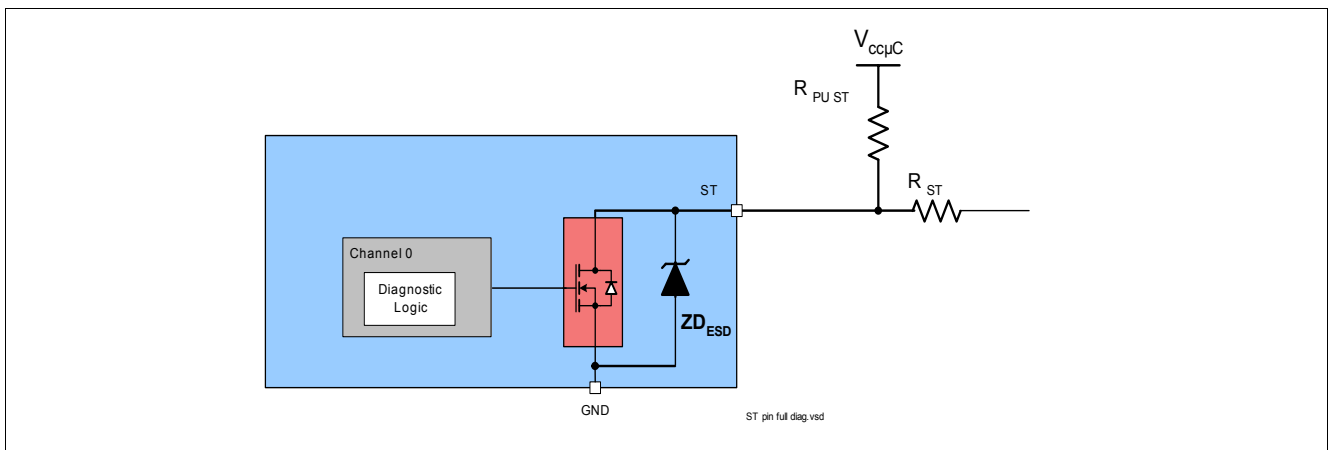 VccµC
R PU ST
R ST
ST
Channel 0
Diagnostic
Logic
ZDESD
GND
ST pin full diag.vsd